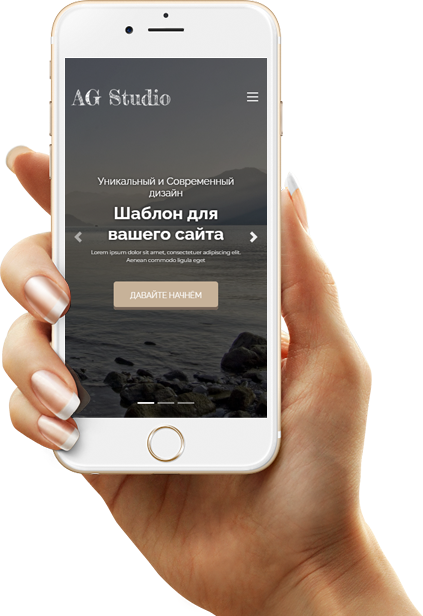 AG Studio
Уникальный и Современный
дизайн
Шаблон для
вашего сайта
Lorem ipsum dolor sit amet, consectetuer adipiscing elit.
Aenean commodo ligula eget
ДАВАЙТЕ НАЧНЁМ